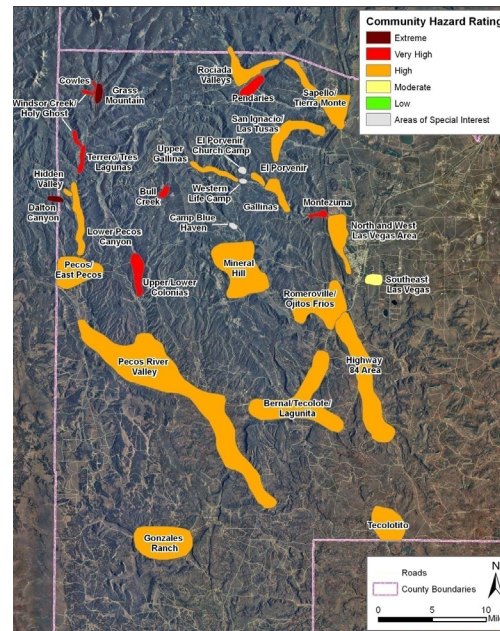 Community Hazard Rating
Extreme
Very High
High
Moderate
Low
Areas of Special Interest
Rociada
Valleys
Cowles
Grass
Mountain
Pendaries
Sapello/
Tierra Monte
Windsor Creek/
Holy Ghost
San Ignacio/
Las Tusas
El Porvenir
Church Camp
Upper
Gallinas
Terrero/Tres
Lagunas
El Porvenir
Hidden
Valley
Bull
Creek
Western
Life Camp
Gallinas
Montezuma
Dalton
Canyon
Camp Blue
Haven
North and West
Las Vegas Area
Lower Pecos
Canyon
Pecos/
East Pecos
Mineral
Hill
Southeast
Las Vegas
Upper/Lower
Colonias
Romeroville/
Ojitos Frios
Pecos River
Valley
Highway
84 Area
Bernal/Tecolote/
Lagunita
Tecolotito
Gonzales
Ranch
Roads
County Boundaries
N
0 5 10